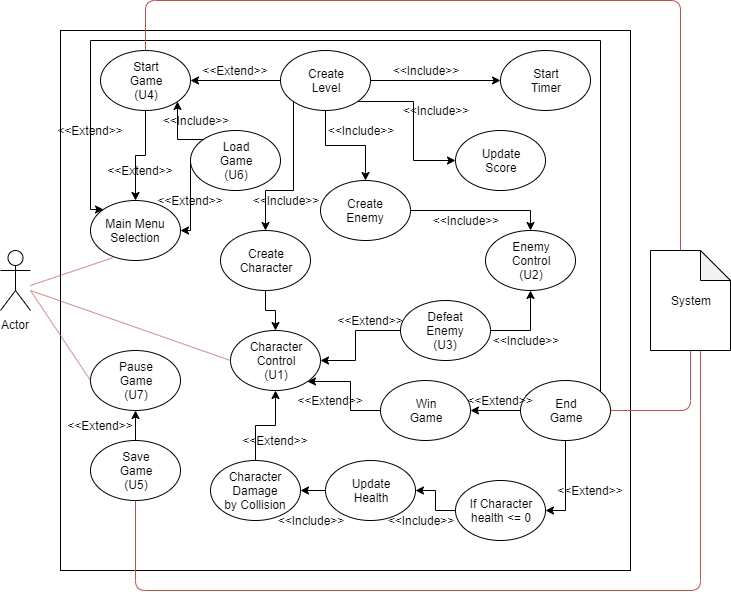 Start
Game
(U4)
<<Extend>>
Create
Level
<<Include>>
Start
Timer
<<Include>>
<<Include>>
<<Extend>>
<<Include>>
Load
Game
(U6)
Update
Score
<<Extend>>
<<Extend>>
<<Include>>
Create
Enemy
<<Include>>
Main Menu
Selection
Create
Character
Enemy
Control
(U2)
Actor
System
<<Extend>>
Defeat
Enemy
(U3)
<<Include>>
Character
Control
(U1)
Pause
Game
(U7)
<<Extend>>
Win
Game
<<Extend>>
End
Game
<<Extend>>
<<Extend>>
Save
Game
(U5)
Character
Damage
by Collision
Update
Health
<<Extend>>
If Character
health <= 0
<<Include>>
<<Include>>